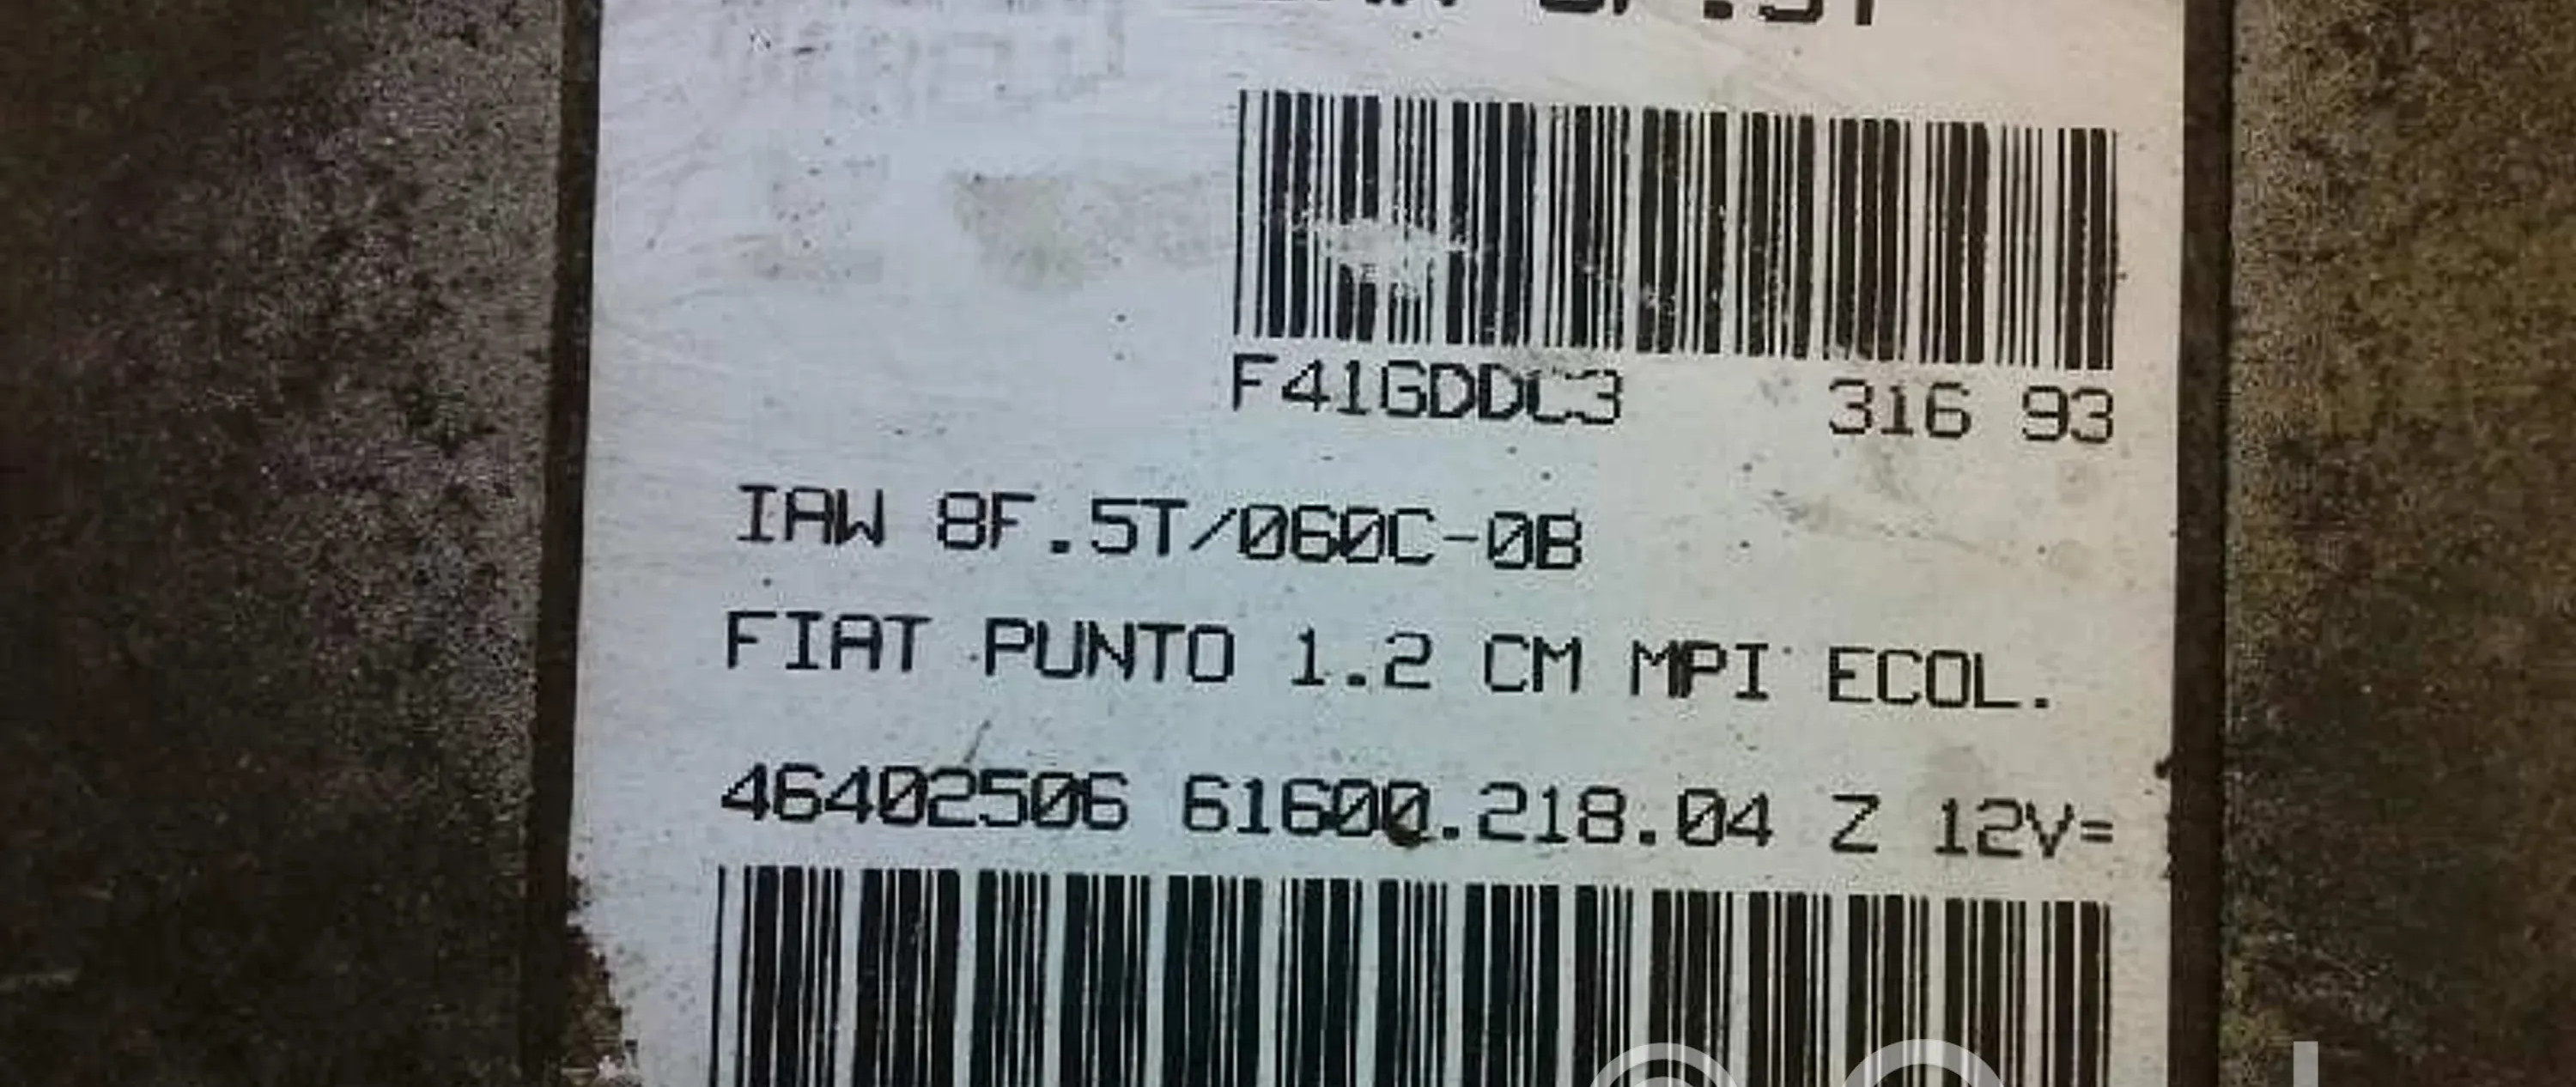 F41GDDC3 316 93
IAW 8F.5T/060C-0B
FIAT PUNTO 1.2 CM MPI ECOL.
46402506 61600.218.04 Z 12V=